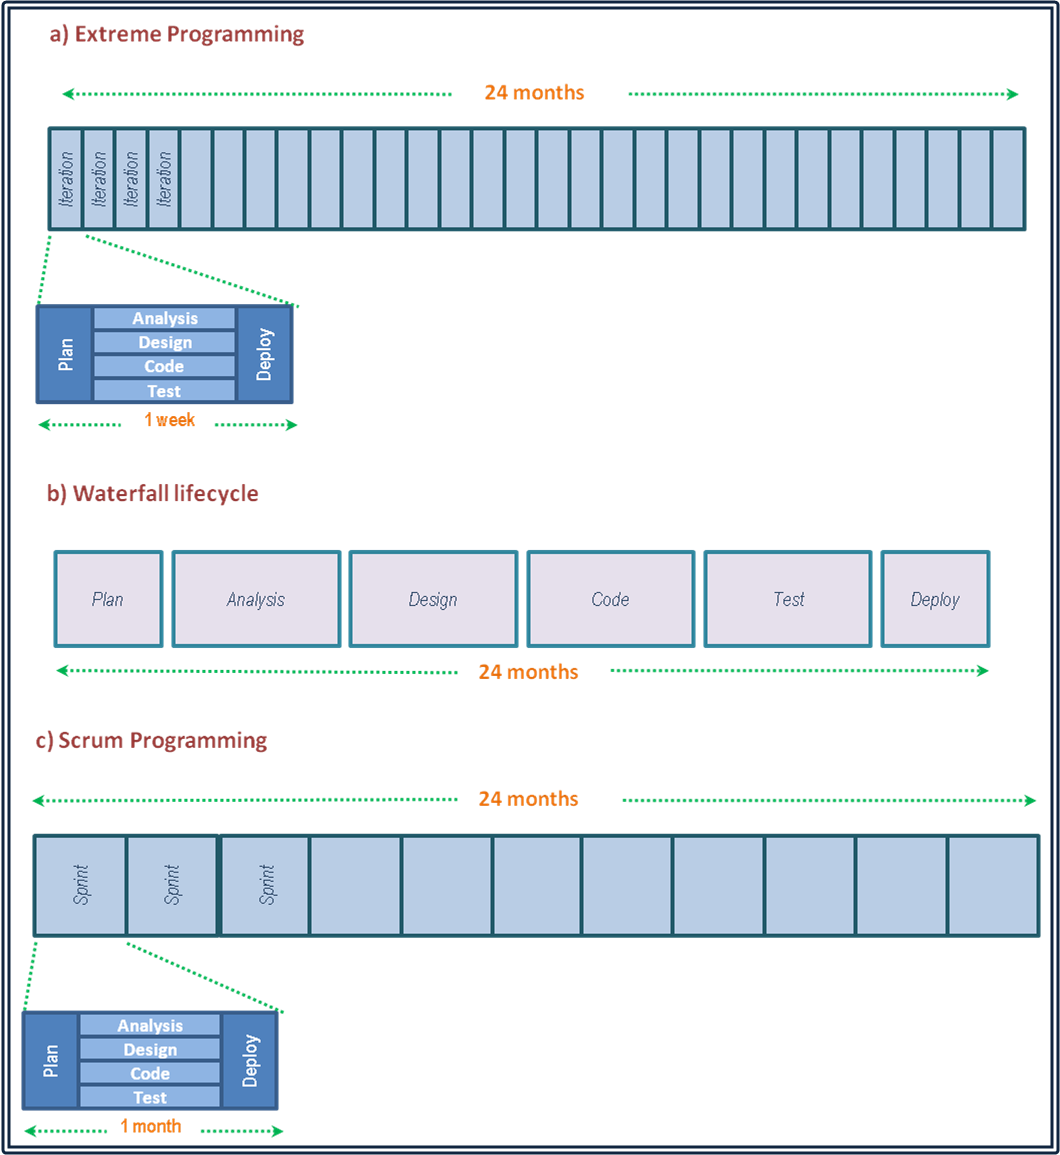 a) Extreme Programming
24 months
Iteration
Iteration
Iteration
Iteration
Plan
Analysis
Design
Code
Test
Deploy
1 week
b) Waterfall lifecycle
Plan
Analysis
Design
Code
Test
Deploy
24 months
c) Scrum Programming
24 months
Sprint
Sprint
Sprint
Plan
Analysis
Design
Code
Test
Deploy
1 month